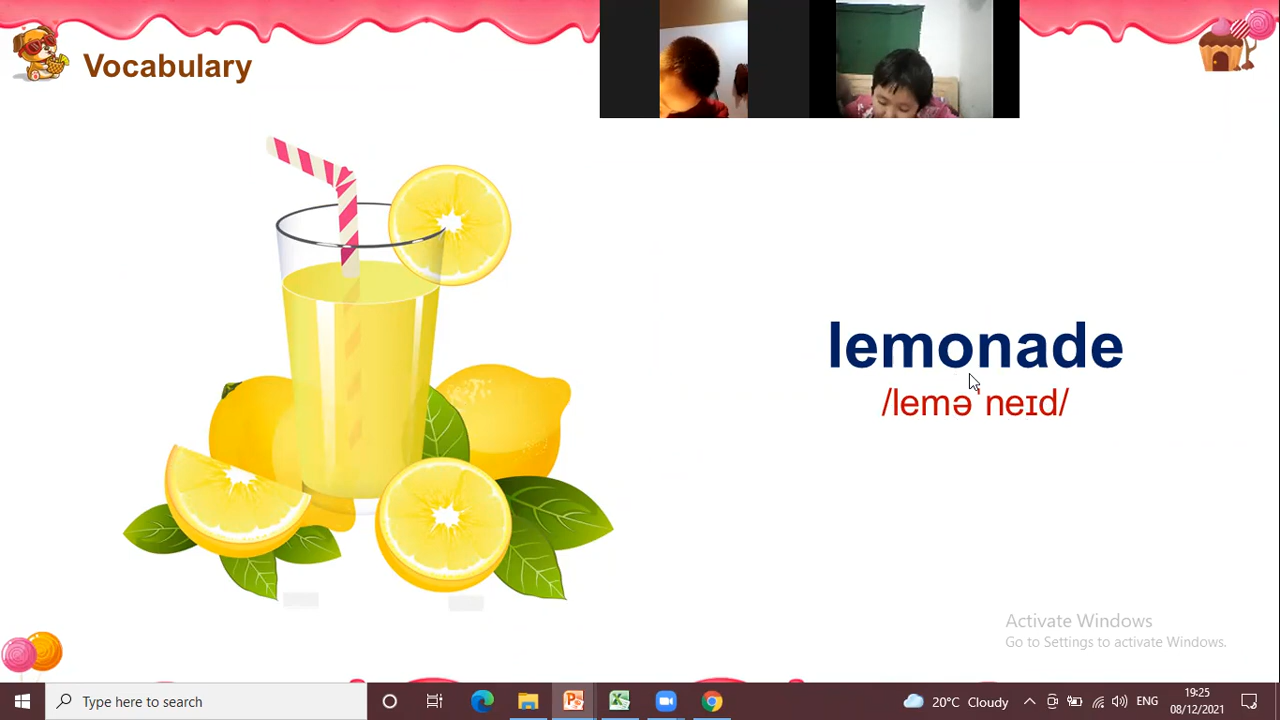 Vocabulary
lemonade
/leməˈneɪd/
Activate Windows
Go to Settings to activate Windows.
Type here to search
20°C Cloudy
ENG
19:25
08/12/2021